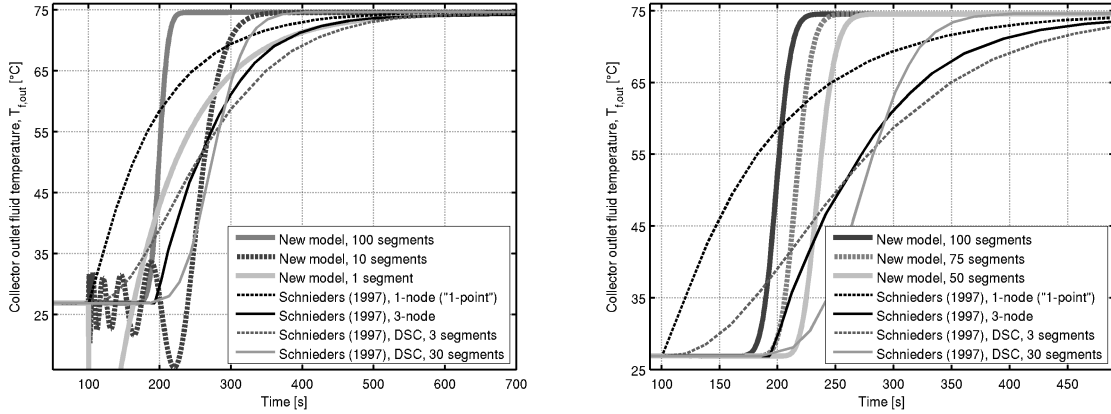 75
65
55
45
35
25
Collector outlet fluid temperature, T_f,out [°C]
100 200 300 400 500 600 700
Time [s]
New model, 100 segments
New model, 10 segments
New model, 1 segment
Schnieders (1997), 1-node ("1-point")
Schnieders (1997), 3-node
Schnieders (1997), DSC, 3 segments
Schnieders (1997), DSC, 30 segments
75
65
55
45
35
25
Collector outlet fluid temperature, T_f,out [°C]
100 150 200 250 300 350 400 450
Time [s]
New model, 100 segments
New model, 75 segments
New model, 50 segments
Schnieders (1997), 1-node ("1-point")
Schnieders (1997), 3-node
Schnieders (1997), DSC, 3 segments
Schnieders (1997), DSC, 30 segments